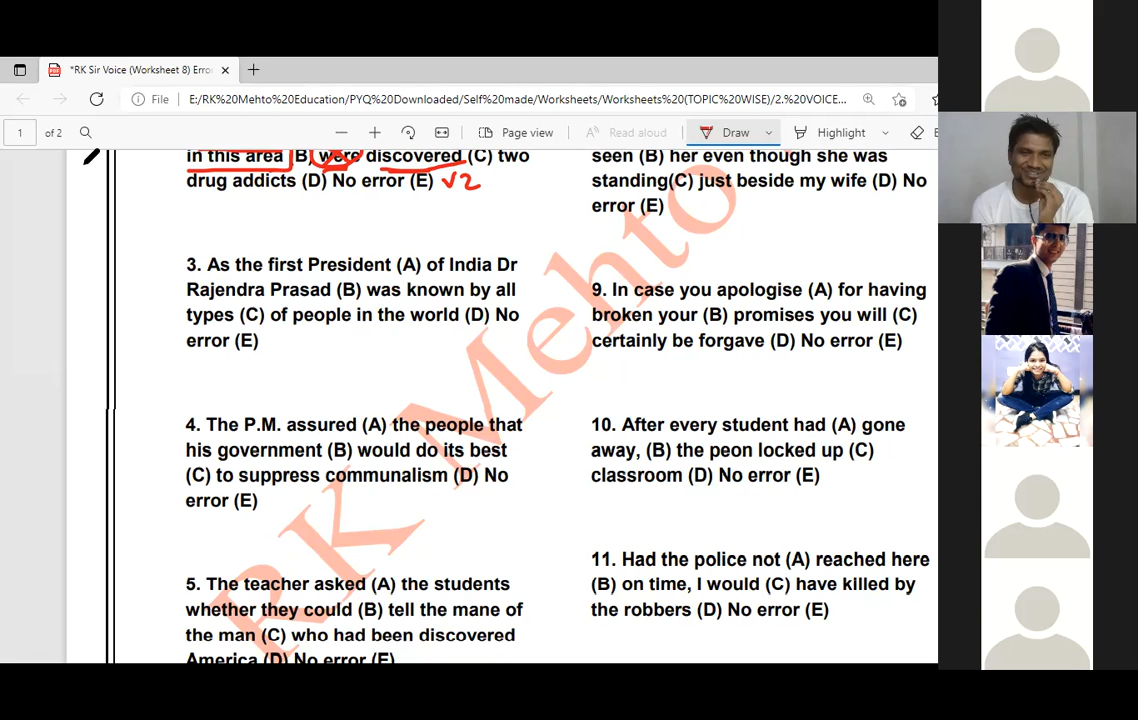 *RK Sir Voice (Worksheet 8) Erro
File
E:/RK%20Mehto%20Education/PYQ%20Downloaded/Self%20made/Worksheets/Worksheets%20(TOPIC%20WISE)/2.%20VOICE...
1 of 2
Page view
Read aloud
Draw
Highlight
E
in this area (B) were discovered (C) two
drug addicts (D) No error (E) V2
3. As the first President (A) of India Dr
Rajendra Prasad (B) was known by all
types (C) of people in the world (D) No
error (E)
4. The P.M. assured (A) the people that
his government (B) would do its best
(C) to suppress communalism (D) No
error (E)
5. The teacher asked (A) the students
whether they could (B) tell the mane of
the man (C) who had been discovered
America (D) No error (E)
seen (B) her even though she was
standing(C) just beside my wife (D) No
error (E)
9. In case you apologise (A) for having
broken your (B) promises you will (C)
certainly be forgave (D) No error (E)
10. After every student had (A) gone
away, (B) the peon locked up (C)
classroom (D) No error (E)
11. Had the police not (A) reached here
(B) on tIme, I would (C) have killed by
the robbers (D) No error (E)
RK Mehto